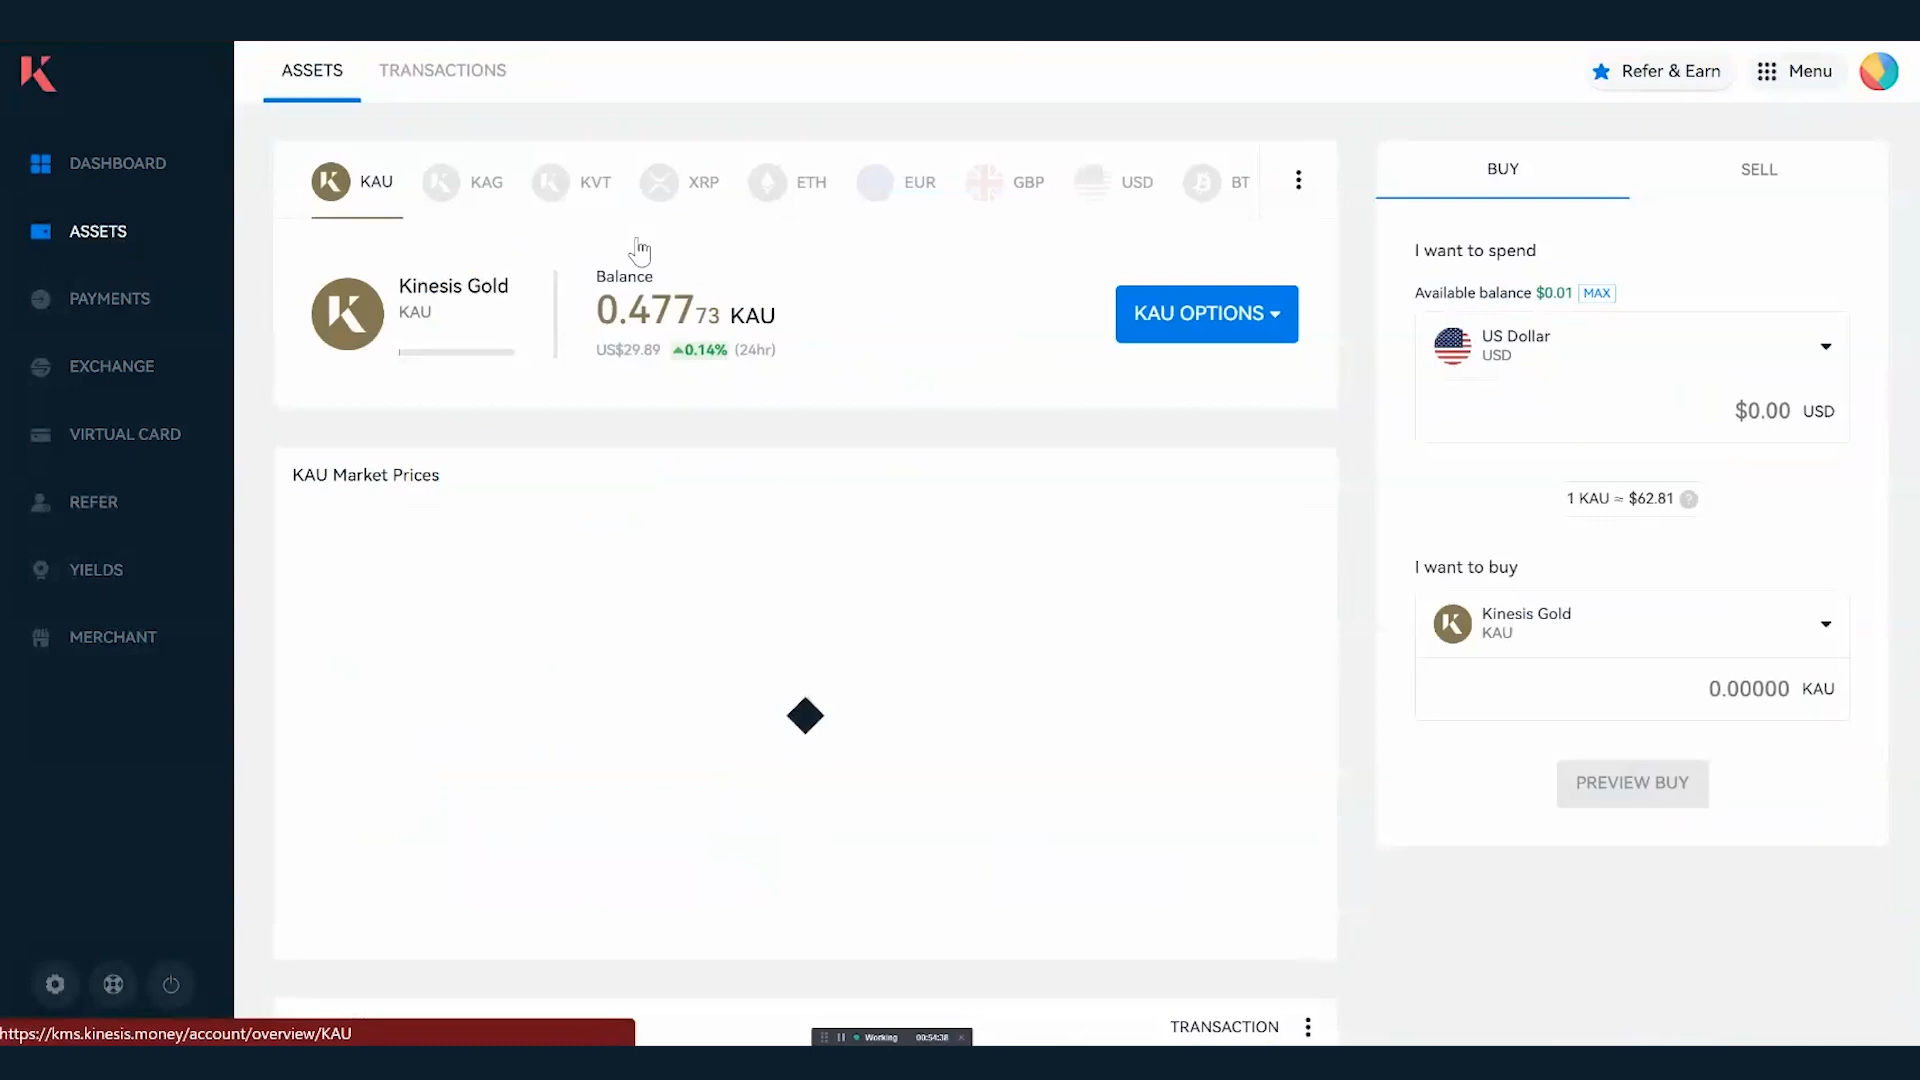 ASSETS
TRANSACTIONS
Refer & Earn
Menu
DASHBOARD
ASSETS
PAYMENTS
EXCHANGE
VIRTUAL CARD
REFER
YIELDS
MERCHANT
KAU
KAG
KVT
XRP
ETH
EUR
GBP
USD
BT
Kinesis Gold
KAU
Balance
0.47773 KAU
US$29.89 0.14% (24hr)
KAU OPTIONS
KAU Market Prices
BUY
SELL
I want to spend
Available balance $0.01 MAX
US Dollar
USD
$0.00 USD
1 KAU ≈ $62.81 ?
I want to buy
Kinesis Gold
KAU
0.00000 KAU
PREVIEW BUY
TRANSACTION
https://kms.kinesis.money/account/overview/KAU
Working 00:54:38